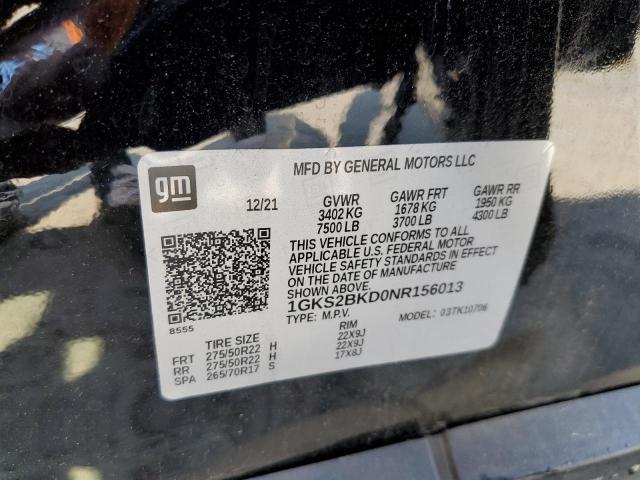 gm
MFD BY GENERAL MOTORS LLC
12/21 GVWR GAWR FRT GAWR RR
3402 KG 1678 KG 1950 KG
7500 LB 3700 LB 4300 LB
THIS VEHICLE CONFORMS TO ALL
APPLICABLE U.S. FEDERAL MOTOR
VEHICLE SAFETY STANDARDS IN EFFECT
ON THE DATE OF MANUFACTURE
SHOWN ABOVE.
1GKS2BKD0NR156013
8555
TYPE: M.P.V. MODEL: 03TK10706
TIRE SIZE RIM
FRT 275/50R22 H 22X9J
RR 275/50R22 H 22X9J
SPA 265/70R17 S 17X8J